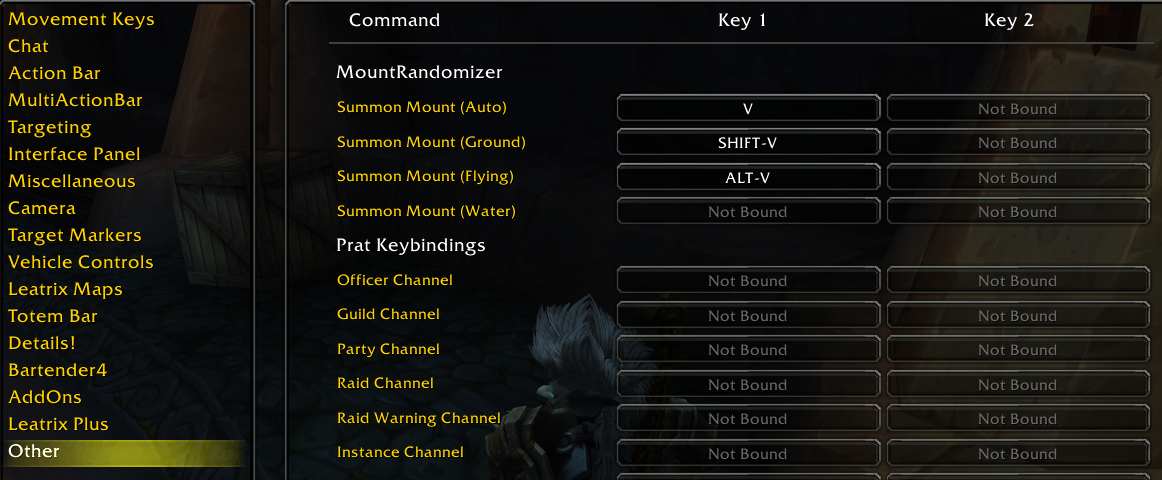 Movement Keys
Chat
Action Bar
MultiActionBar
Targeting
Interface Panel
Miscellaneous
Camera
Target Markers
Vehicle Controls
Leatrix Maps
Totem Bar
Details!
Bartender4
AddOns
Leatrix Plus
Other
Command Key 1 Key 2
MountRandomizer
Summon Mount (Auto) V Not Bound
Summon Mount (Ground) SHIFT-V Not Bound
Summon Mount (Flying) ALT-V Not Bound
Summon Mount (Water) Not Bound Not Bound
Prat Keybindings
Officer Channel Not Bound Not Bound
Guild Channel Not Bound Not Bound
Party Channel Not Bound Not Bound
Raid Channel Not Bound Not Bound
Raid Warning Channel Not Bound Not Bound
Instance Channel Not Bound Not Bound